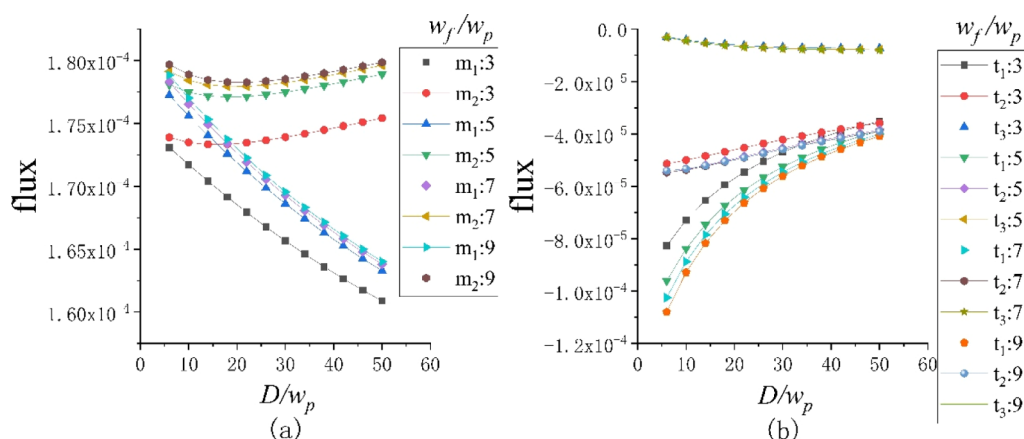 w_f/w_p
1.80x10^-4
1.75x10^-4
1.70x10^-4
1.65x10^-4
1.60x10^-4
flux
0 10 20 30 40 50 60
D/w_p
(a)
m_1:3
m_2:3
m_1:5
m_2:5
m_1:7
m_2:7
m_1:9
m_2:9
w_f/w_p
0.0
-2.0x10^-5
-4.0x10^-5
-6.0x10^-5
-8.0x10^-5
-1.0x10^-4
-1.2x10^-4
flux
0 10 20 30 40 50 60
D/w_p
(b)
t_1:3
t_2:3
t_3:3
t_1:5
t_2:5
t_3:5
t_1:7
t_2:7
t_3:7
t_1:9
t_2:9
t_3:9